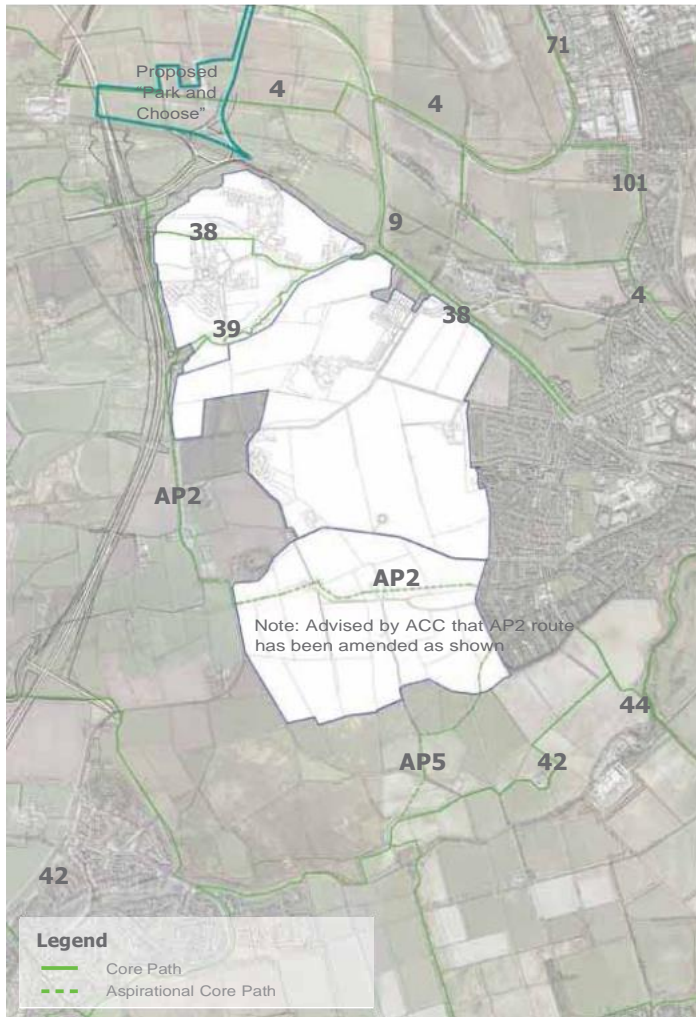 71
Proposed
"Park and
Choose"
4
4
101
9
38
4
38
39
AP2
AP2
Note: Advised by ACC that AP2 route
has been amended as shown
44
AP5
42
42
Legend
Core Path
Aspirational Core Path